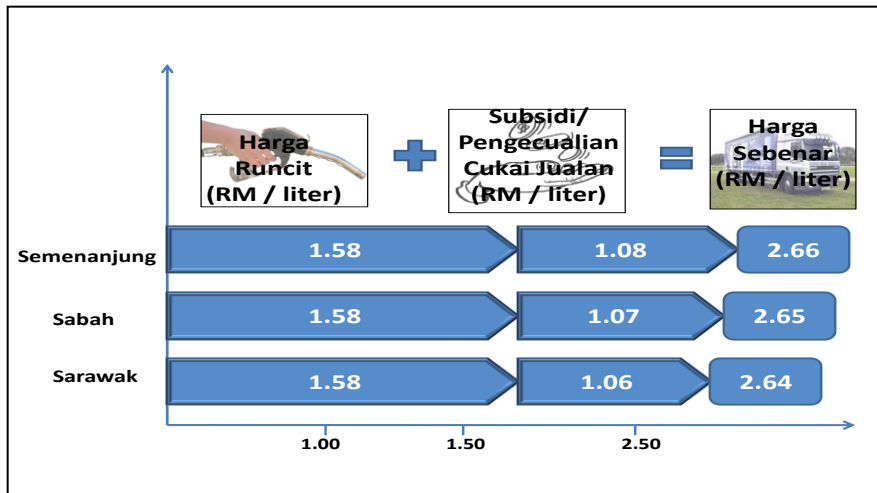 Harga
Runcit
(RM / liter)
Subsidi/
Pengecualian
Cukai Jualan
(RM / liter)
Harga
Sebenar
(RM / liter)
Semenanjung 1.58 1.08 2.66
Sabah 1.58 1.07 2.65
Sarawak 1.58 1.06 2.64
1.00 1.50 2.50